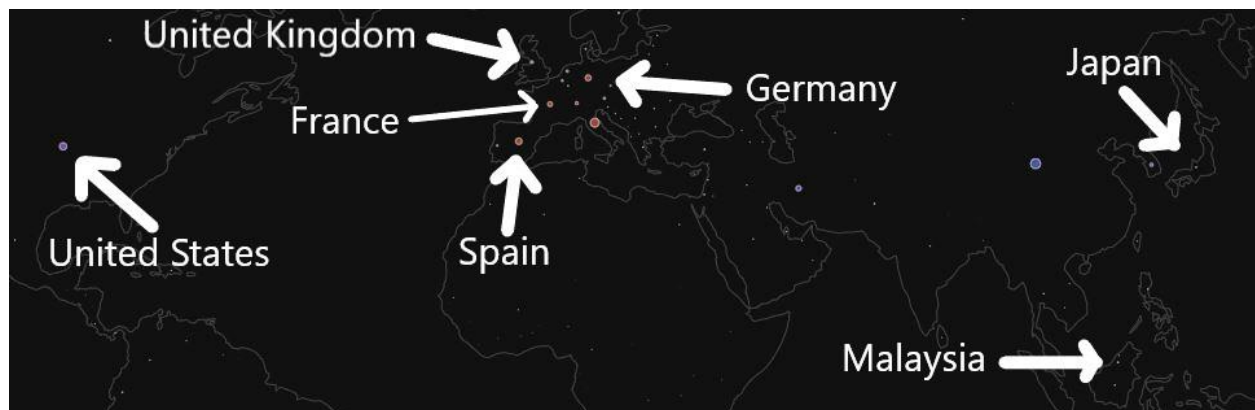 United Kingdom
Japan
Germany
France
United States
Spain
Malaysia